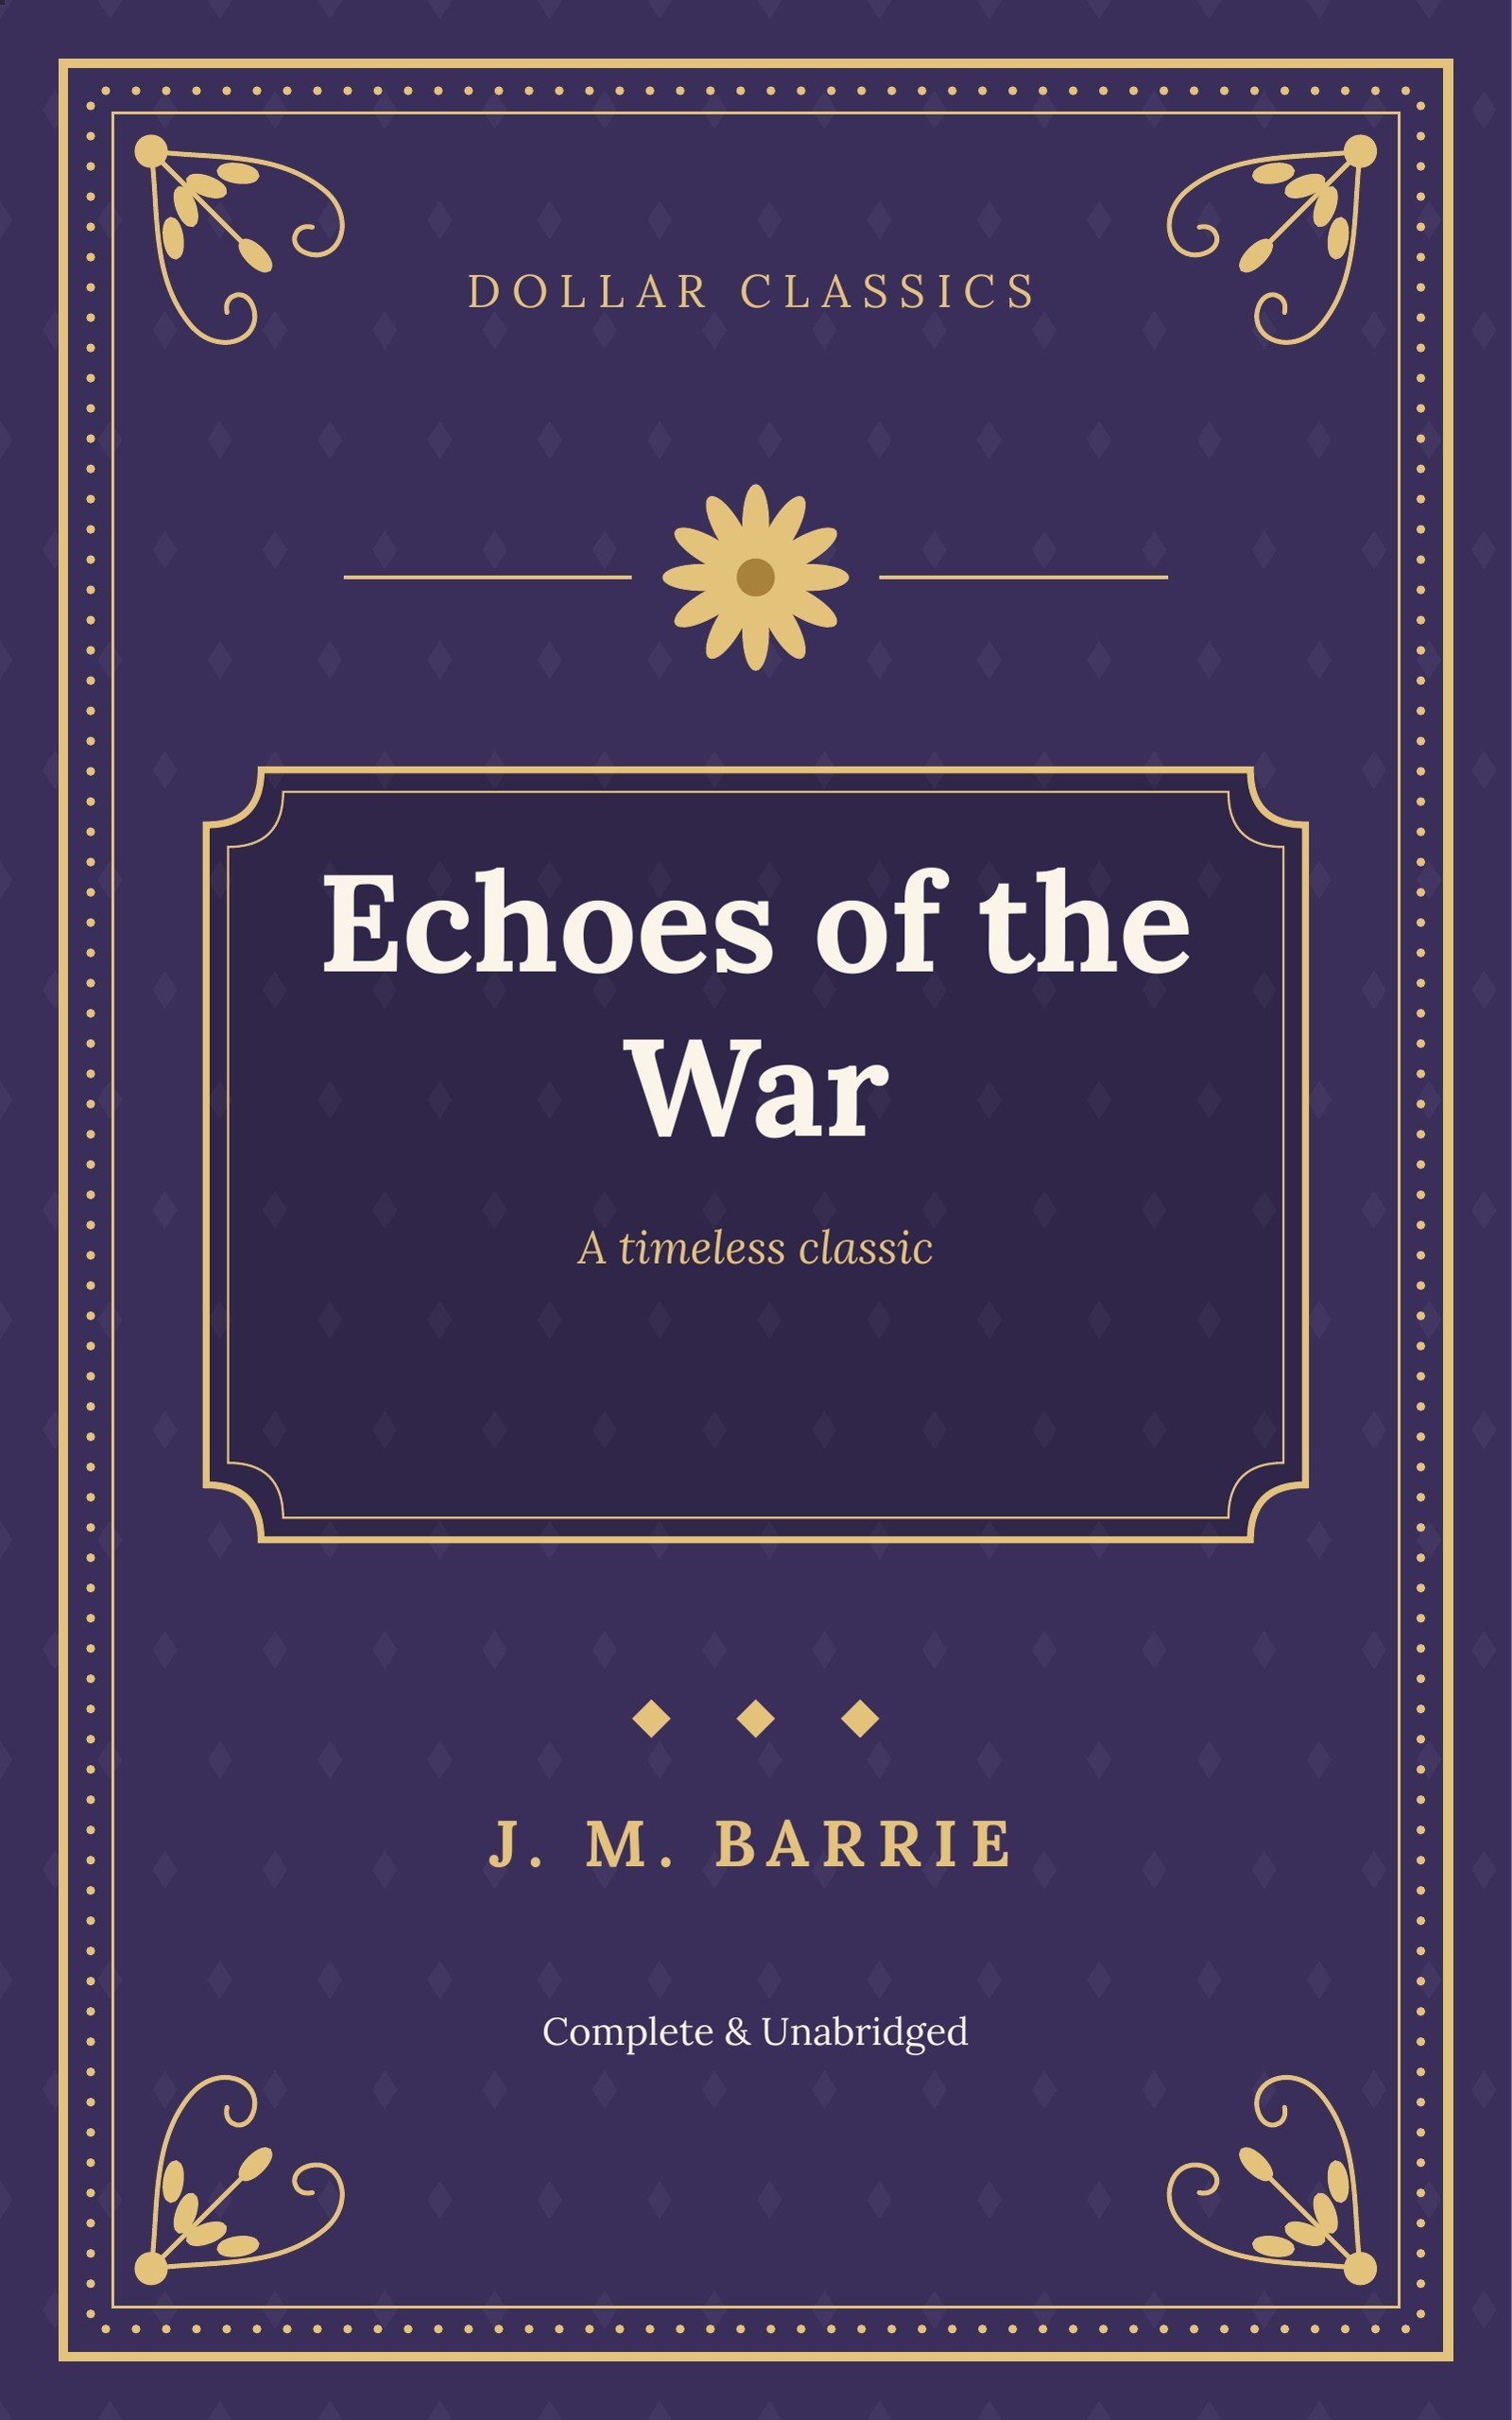 DOLLAR CLASSICS
Echoes of the
War
A timeless classic
J. M. BARRIE
Complete & Unabridged